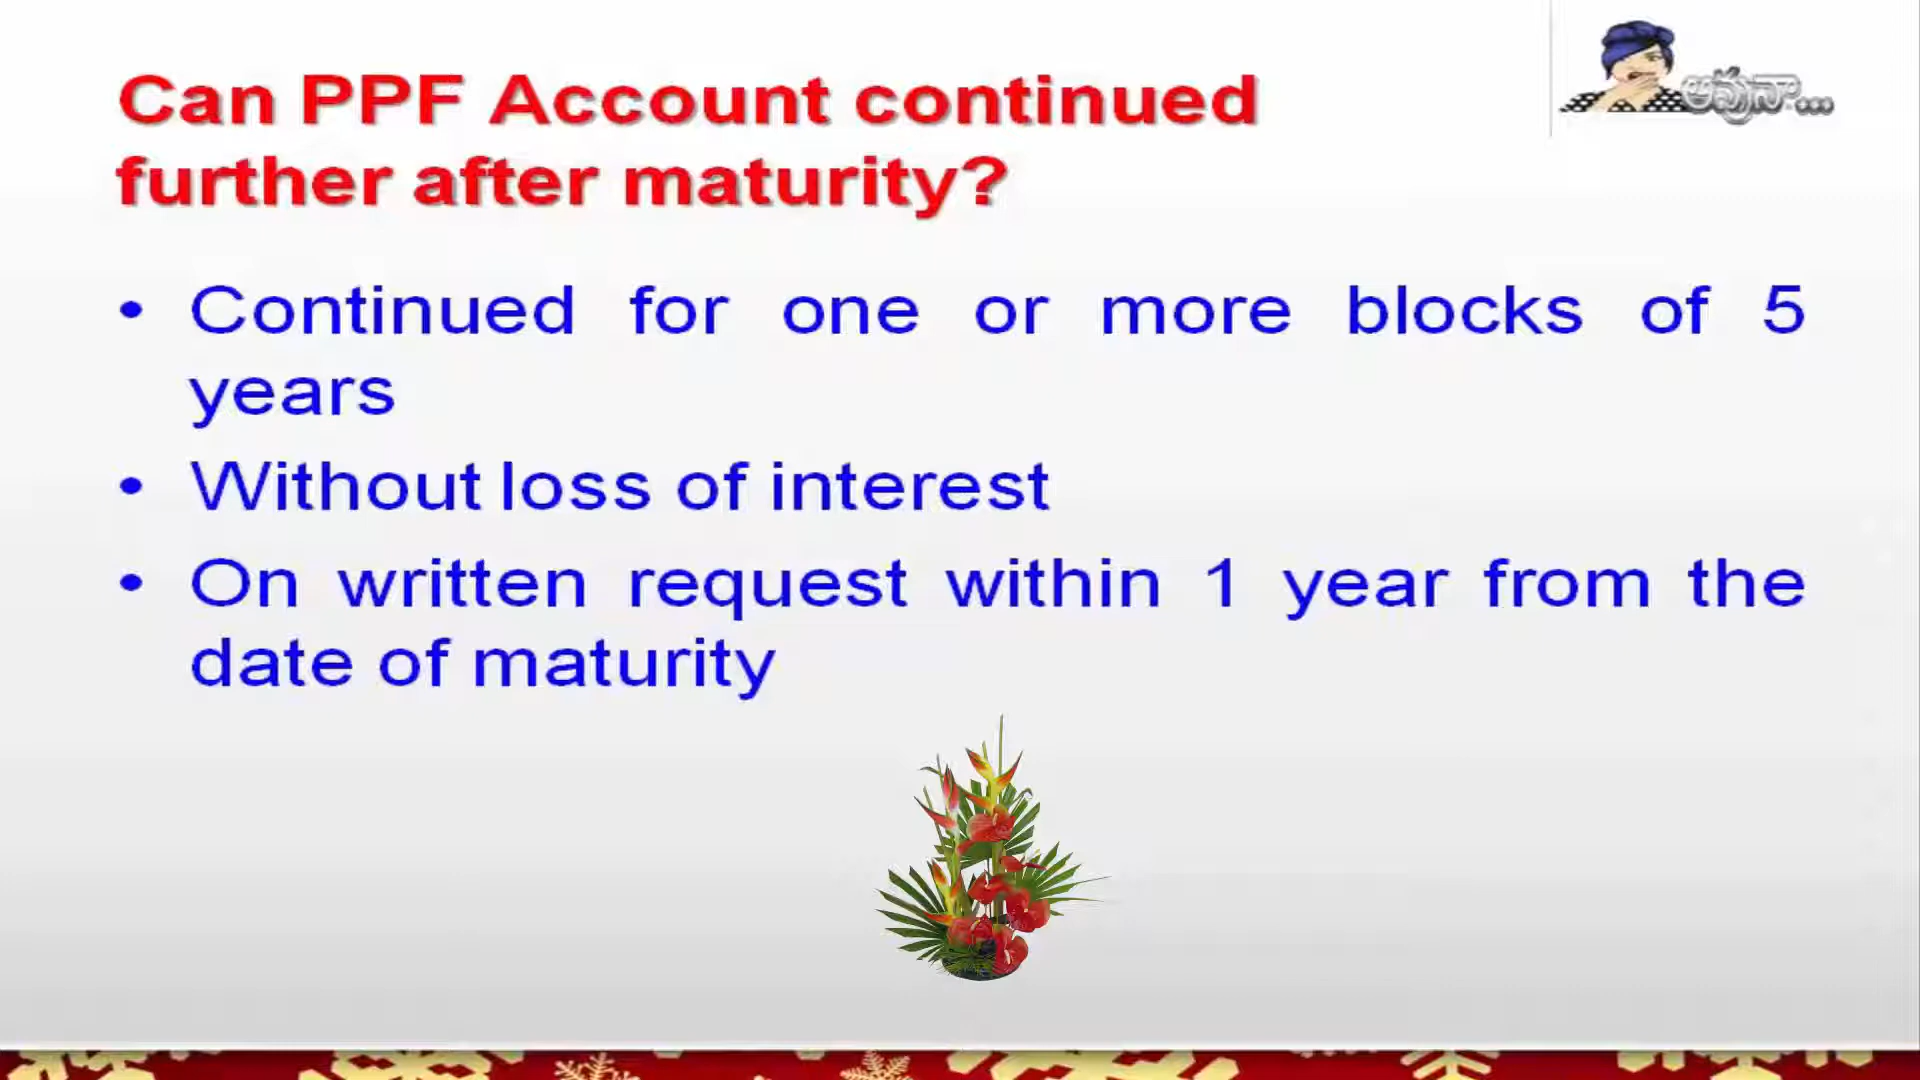 Can PPF Account continued
further after maturity?
అవునా...
• Continued for one or more blocks of 5
years
• Without loss of interest
• On written request within 1 year from the
date of maturity